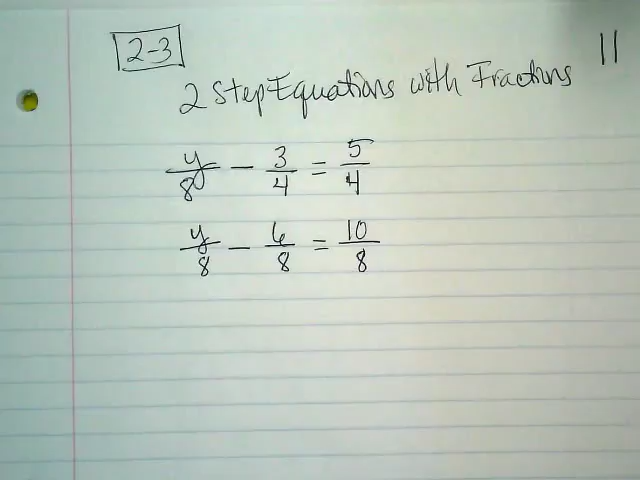 2-3
11
2 Step Equations with Fractions
y/8 - 3/4 = 5/4
y/8 - 6/8 = 10/8